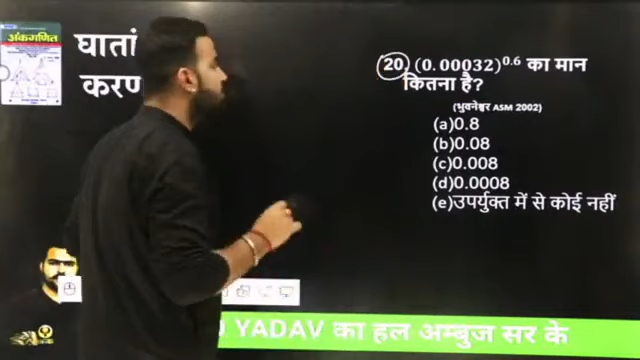 अंकगणित
घातां
करण
20 (0.00032)^0.6 का मान
कितना है?
(भुवनेश्वर ASM 2002)
(a)0.8
(b)0.08
(c)0.008
(d)0.0008
(e)उपर्युक्त में से कोई नहीं
YADAV का हल अम्बुज सर के